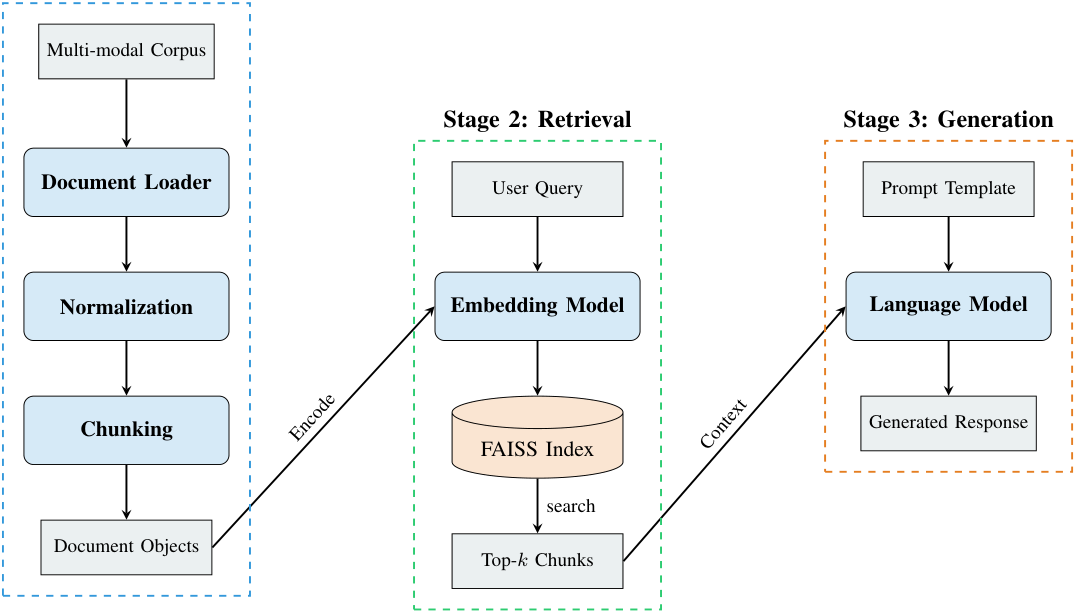 Multi-modal Corpus
Document Loader
Normalization
Chunking
Document Objects
Encode
Stage 2: Retrieval
User Query
Embedding Model
FAISS Index
search
Top-k Chunks
Context
Stage 3: Generation
Prompt Template
Language Model
Generated Response